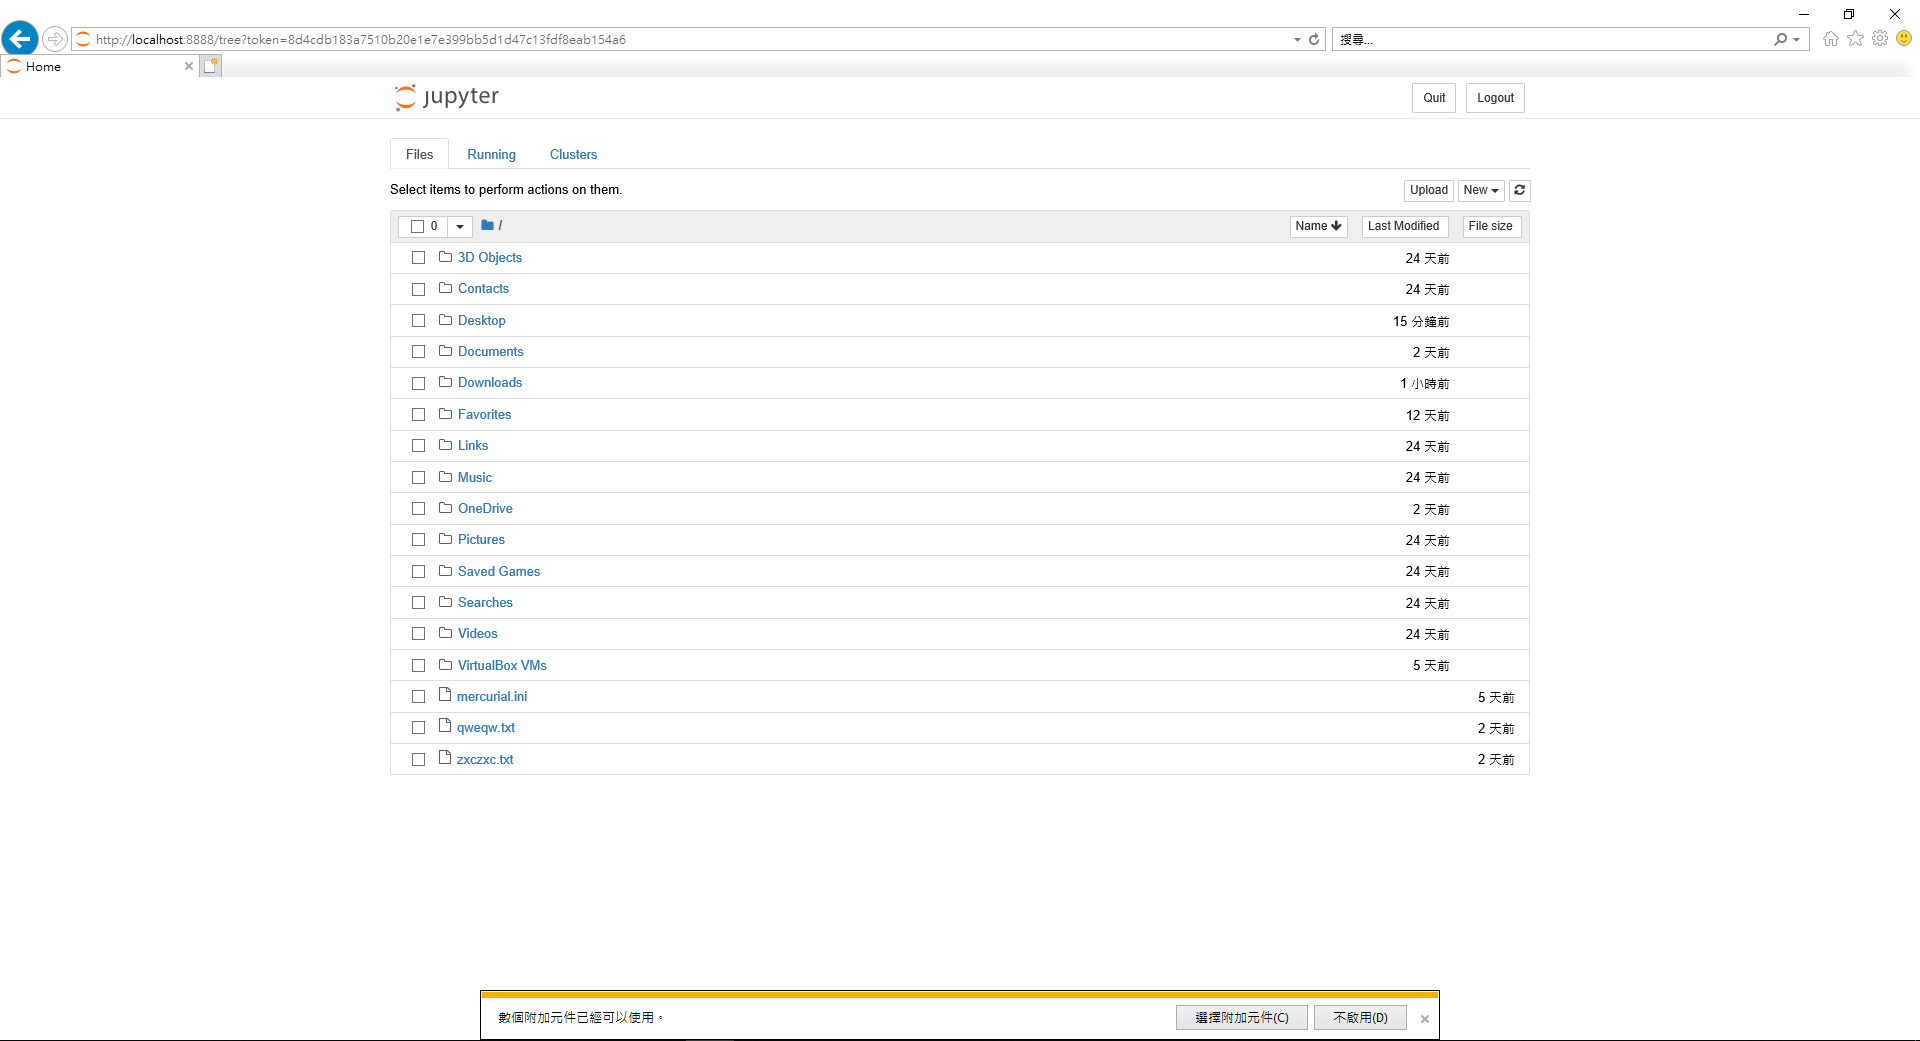 http://localhost:8888/tree?token=8d4cdb183a7510b20e1e7e399bb5d1d47c13fdf8eab154a6
搜尋...
Home
jupyter
Quit Logout
Files Running Clusters
Select items to perform actions on them.
Upload New
0 / Name Last Modified File size
3D Objects 24 天前
Contacts 24 天前
Desktop 15 分鐘前
Documents 2 天前
Downloads 1 小時前
Favorites 12 天前
Links 24 天前
Music 24 天前
OneDrive 2 天前
Pictures 24 天前
Saved Games 24 天前
Searches 24 天前
Videos 24 天前
VirtualBox VMs 5 天前
mercurial.ini 5 天前
qweqw.txt 2 天前
zxczxc.txt 2 天前
數個附加元件已經可以使用。 選擇附加元件(C) 不啟用(D)